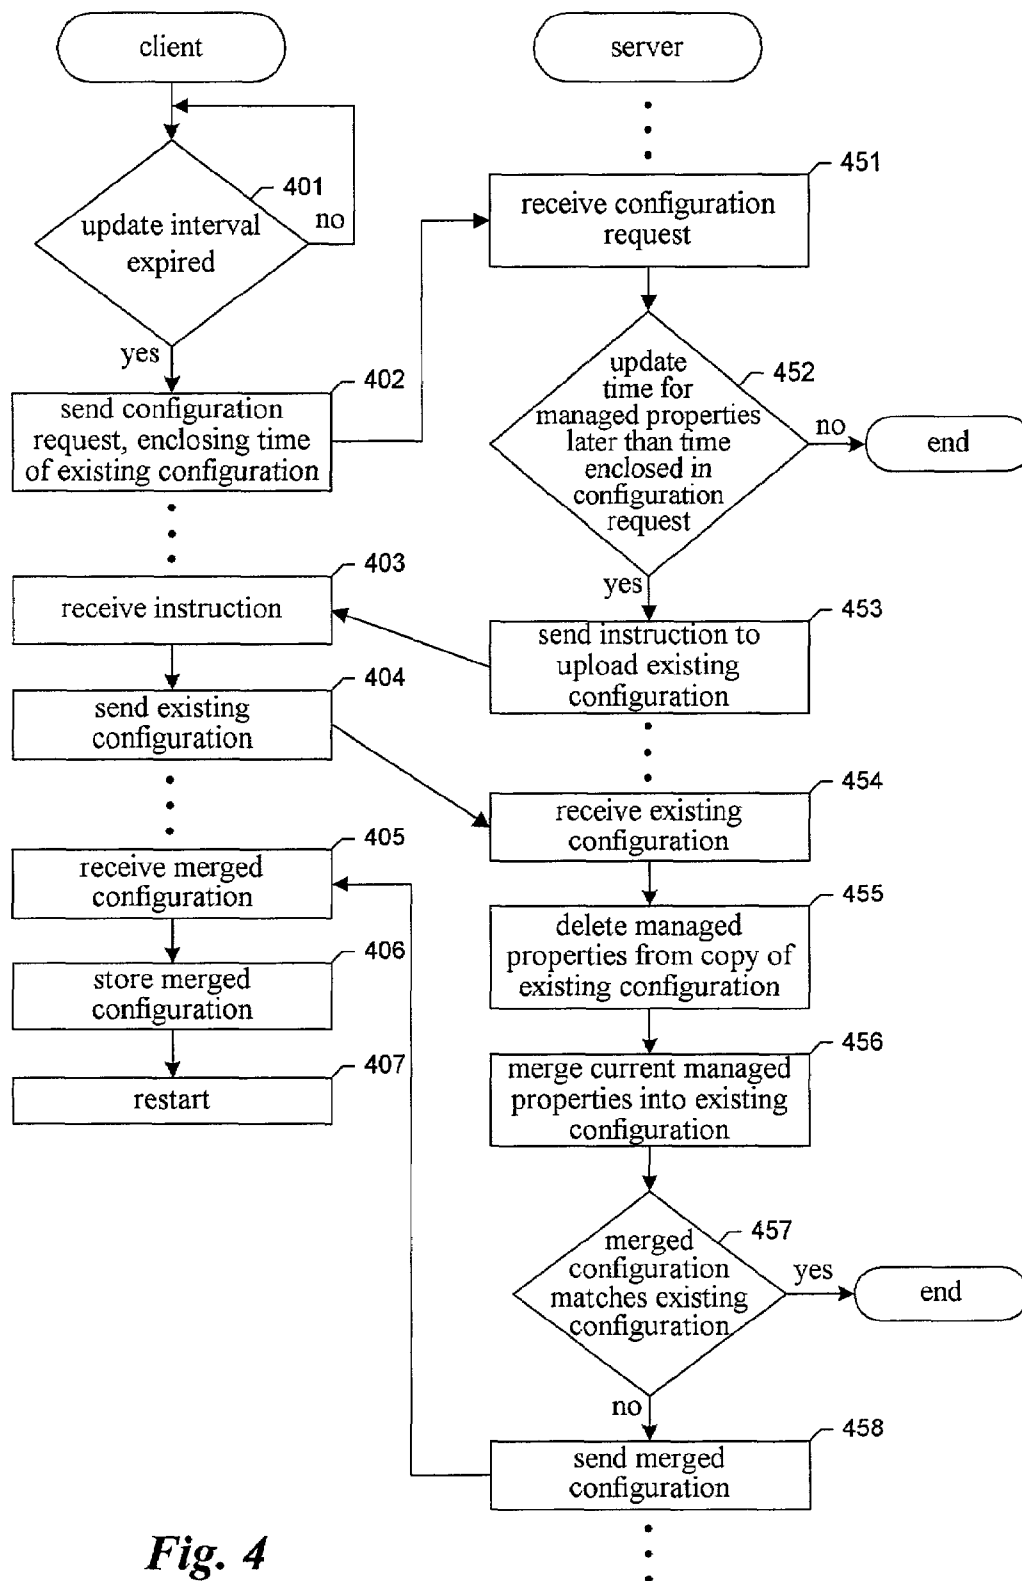 client
401
update interval
expired
no
yes
402
send configuration
request, enclosing time
of existing configuration
403
receive instruction
404
send existing
configuration
405
receive merged
configuration
406
store merged
configuration
407
restart
server
451
receive configuration
request
452
update
time for
managed properties
later than time
enclosed in
configuration
request
no
end
yes
453
send instruction to
upload existing
configuration
454
receive existing
configuration
455
delete managed
properties from copy of
existing configuration
456
merge current managed
properties into existing
configuration
457
merged
configuration
matches existing
configuration
yes
end
no
458
send merged
configuration
Fig. 4